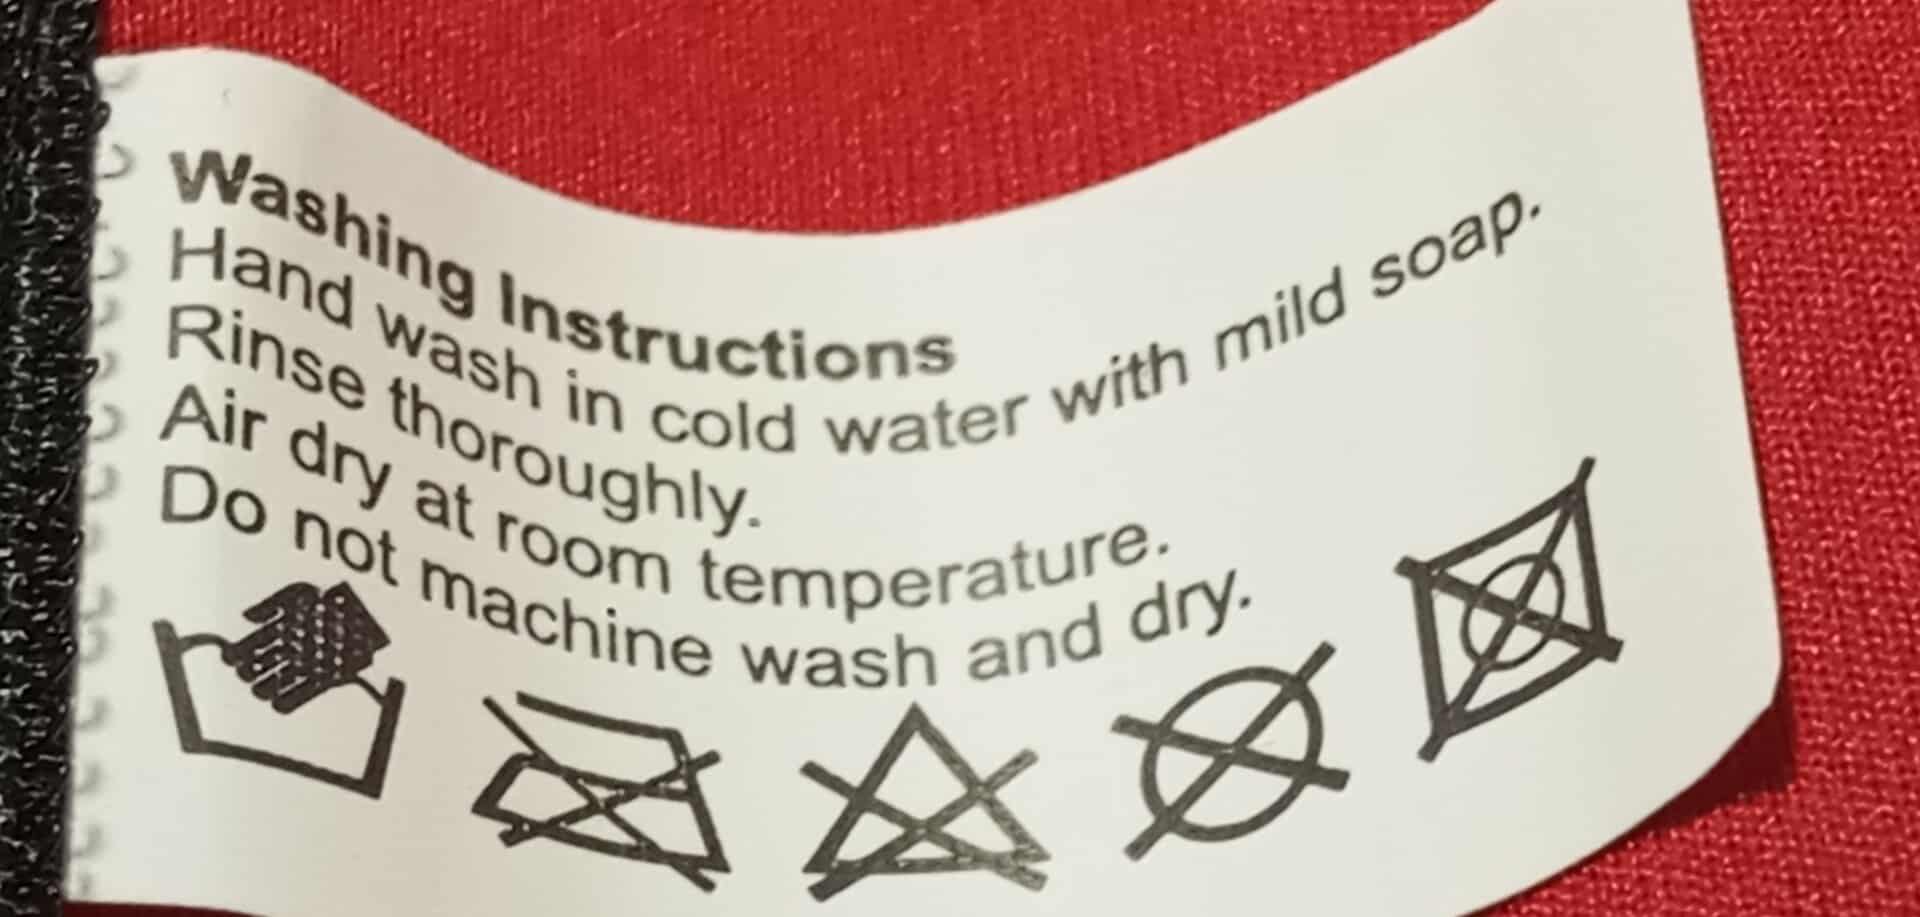 Washing Instructions
Hand wash in cold water with mild soap.
Rinse thoroughly.
Air dry at room temperature.
Do not machine wash and dry.